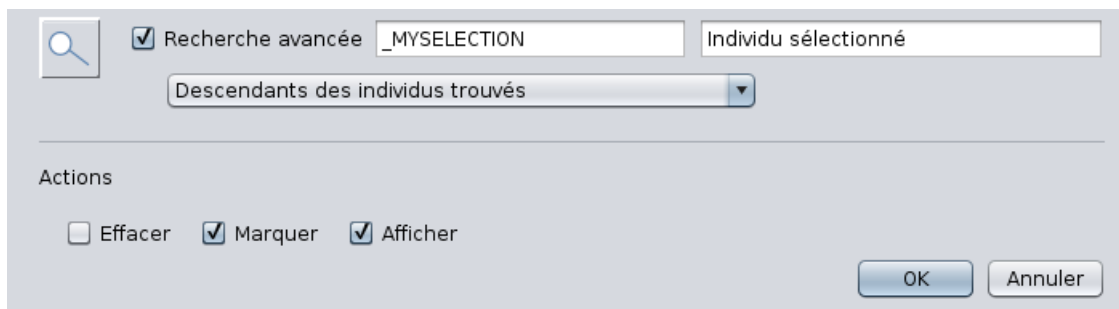 Recherche avancée _MYSELECTION Individu sélectionné
Descendants des individus trouvés
Actions
Effacer Marquer Afficher
OK Annuler